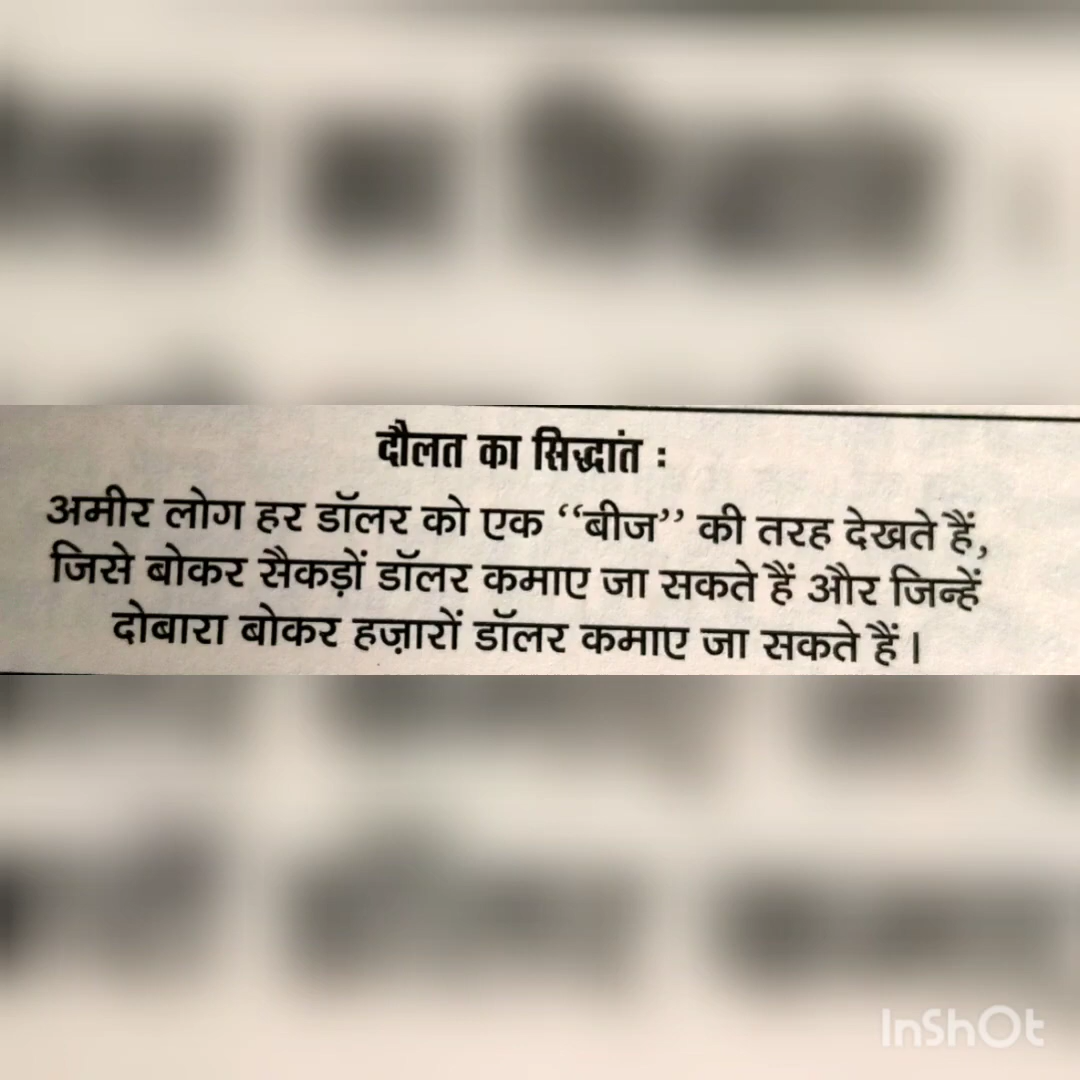 दौलत का सिद्धांत :
अमीर लोग हर डॉलर को एक ‘‘बीज’’ की तरह देखते हैं,
जिसे बोकर सैकड़ों डॉलर कमाए जा सकते हैं और जिन्हें
दोबारा बोकर हज़ारों डॉलर कमाए जा सकते हैं।
InShOt